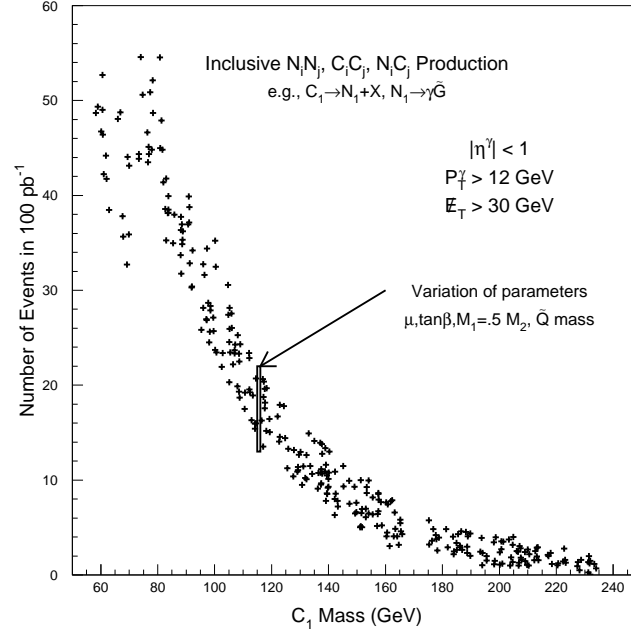 Number of Events in 100 pb⁻¹
60
50
40
30
20
10
0
Inclusive NᵢNⱼ, CᵢCⱼ, NᵢCⱼ Production
e.g., C₁→N₁+X, N₁→γG̃
|η^γ| < 1
P_T^γ > 12 GeV
E̸_T > 30 GeV
Variation of parameters
μ,tanβ,M₁=.5 M₂, Q̃ mass
60 80 100 120 140 160 180 200 220 240
C₁ Mass (GeV)